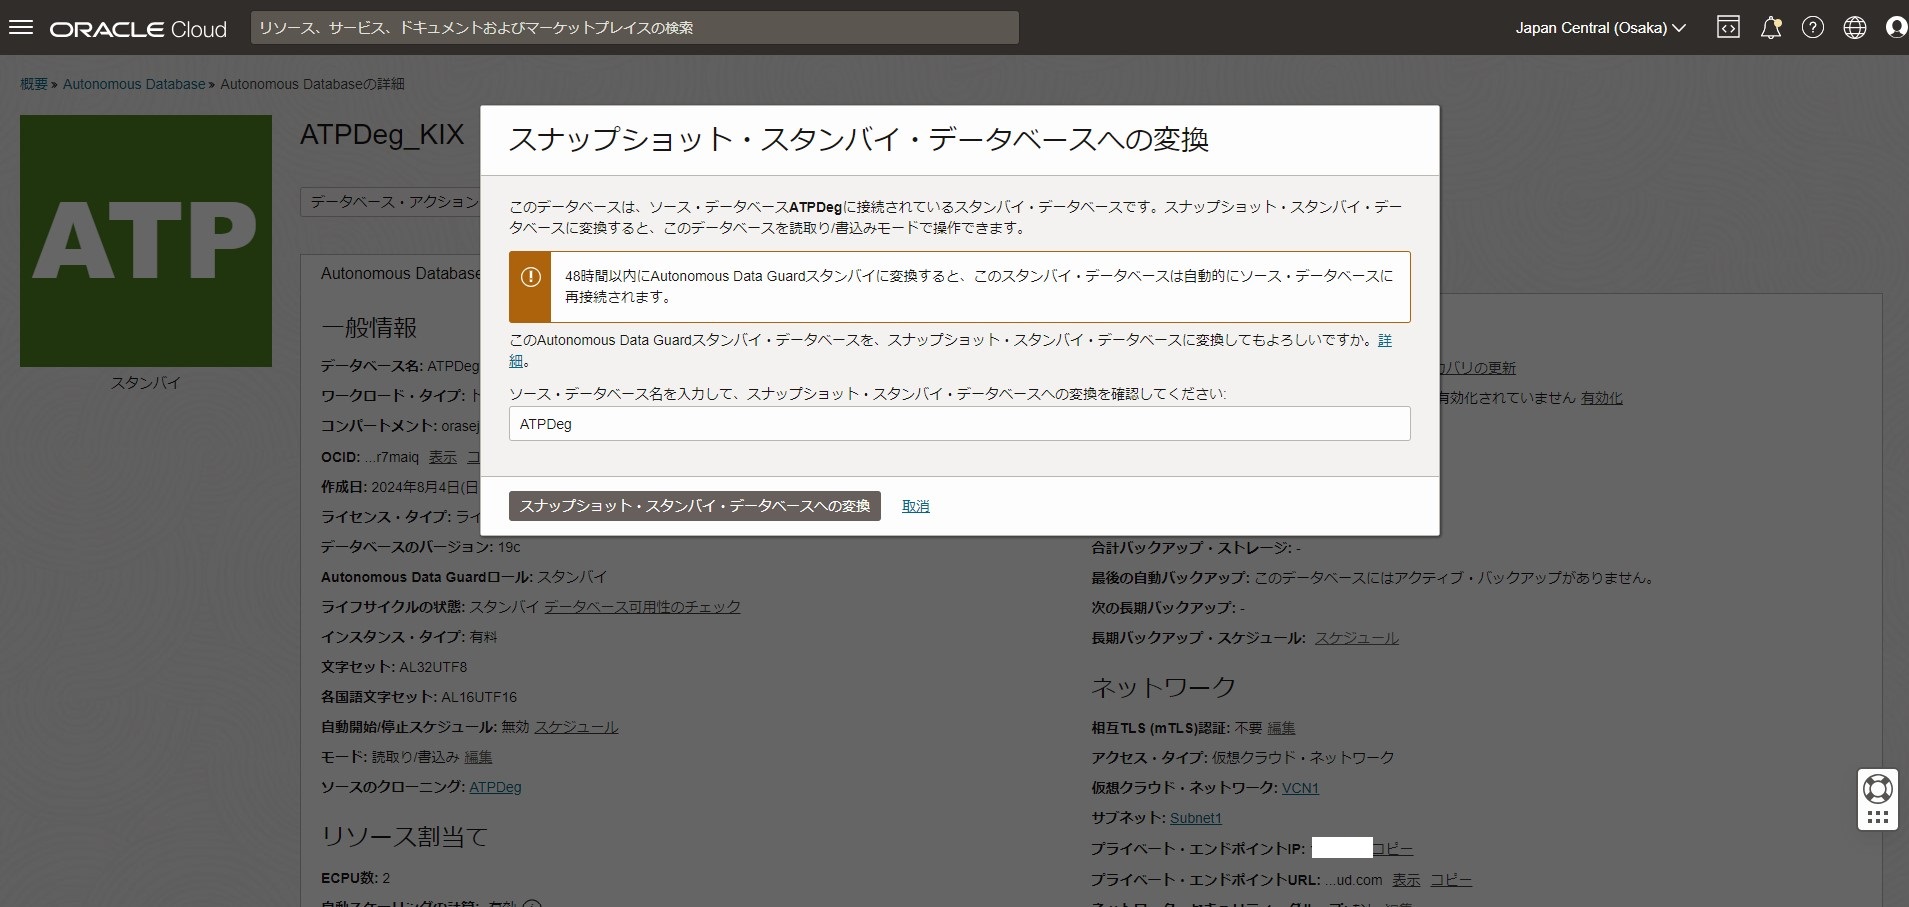 ORACLE Cloud
リソース、サービス、ドキュメントおよびマーケットプレイスの検索
Japan Central (Osaka)
概要 » Autonomous Database » Autonomous Databaseの詳細
ATP
スタンバイ
ATPDeg_KIX
データベース・アクション
Autonomous Database
スナップショット・スタンバイ・データベースへの変換
このデータベースは、ソース・データベースATPDegに接続されているスタンバイ・データベースです。スナップショット・スタンバイ・デー
タベースに変換すると、このデータベースを読取り/書込みモードで操作できます。
48時間以内にAutonomous Data Guardスタンバイに変換すると、このスタンバイ・データベースは自動的にソース・データベースに
再接続されます。
このAutonomous Data Guardスタンバイ・データベースを、スナップショット・スタンバイ・データベースに変換してもよろしいですか。詳
細。
ソース・データベース名を入力して、スナップショット・スタンバイ・データベースへの変換を確認してください:
ATPDeg
スナップショット・スタンバイ・データベースへの変換 取消
一般情報
データベース名: ATPDeg
ワークロード・タイプ: ト
コンパートメント: orasej
OCID: ...r7maiq 表示 コ
作成日: 2024年8月4日(日
ライセンス・タイプ: ライ
データベースのバージョン: 19c
Autonomous Data Guardロール: スタンバイ
ライフサイクルの状態: スタンバイ データベース可用性のチェック
インスタンス・タイプ: 有料
文字セット: AL32UTF8
各国語文字セット: AL16UTF16
自動開始/停止スケジュール: 無効 スケジュール
モード: 読取り/書込み 編集
ソースのクローニング: ATPDeg
リソース割当て
ECPU数: 2
自動スケーリングの計算: 有効
カバリの更新
有効化されていません 有効化
合計バックアップ・ストレージ: -
最後の自動バックアップ: このデータベースにはアクティブ・バックアップがありません。
次の長期バックアップ: -
長期バックアップ・スケジュール: スケジュール
ネットワーク
相互TLS (mTLS)認証: 不要 編集
アクセス・タイプ: 仮想クラウド・ネットワーク
仮想クラウド・ネットワーク: VCN1
サブネット: Subnet1
プライベート・エンドポイントIP: コピー
プライベート・エンドポイントURL: ...ud.com 表示 コピー